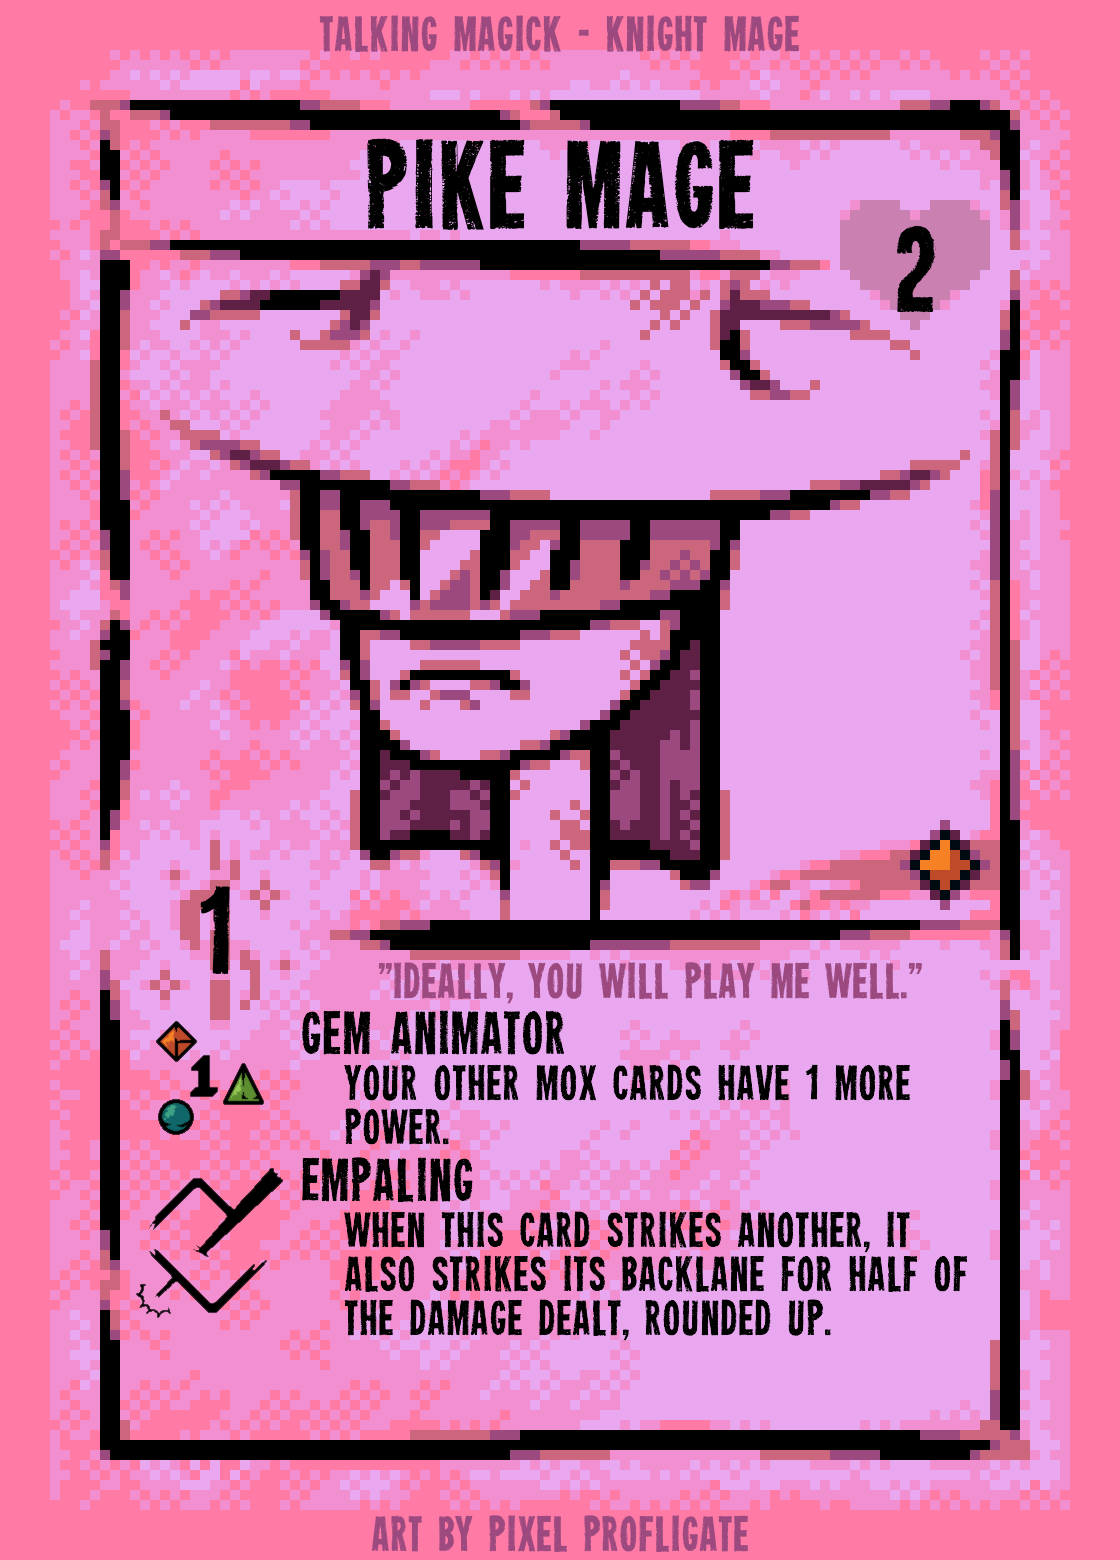 TALKING MAGICK - KNIGHT MAGE
PIKE MAGE
2
1
"IDEALLY, YOU WILL PLAY ME WELL."
GEM ANIMATOR
1
YOUR OTHER MOX CARDS HAVE 1 MORE
POWER.
EMPALING
WHEN THIS CARD STRIKES ANOTHER, IT
ALSO STRIKES ITS BACKLANE FOR HALF OF
THE DAMAGE DEALT, ROUNDED UP.
ART BY PIXEL PROFLIGATE